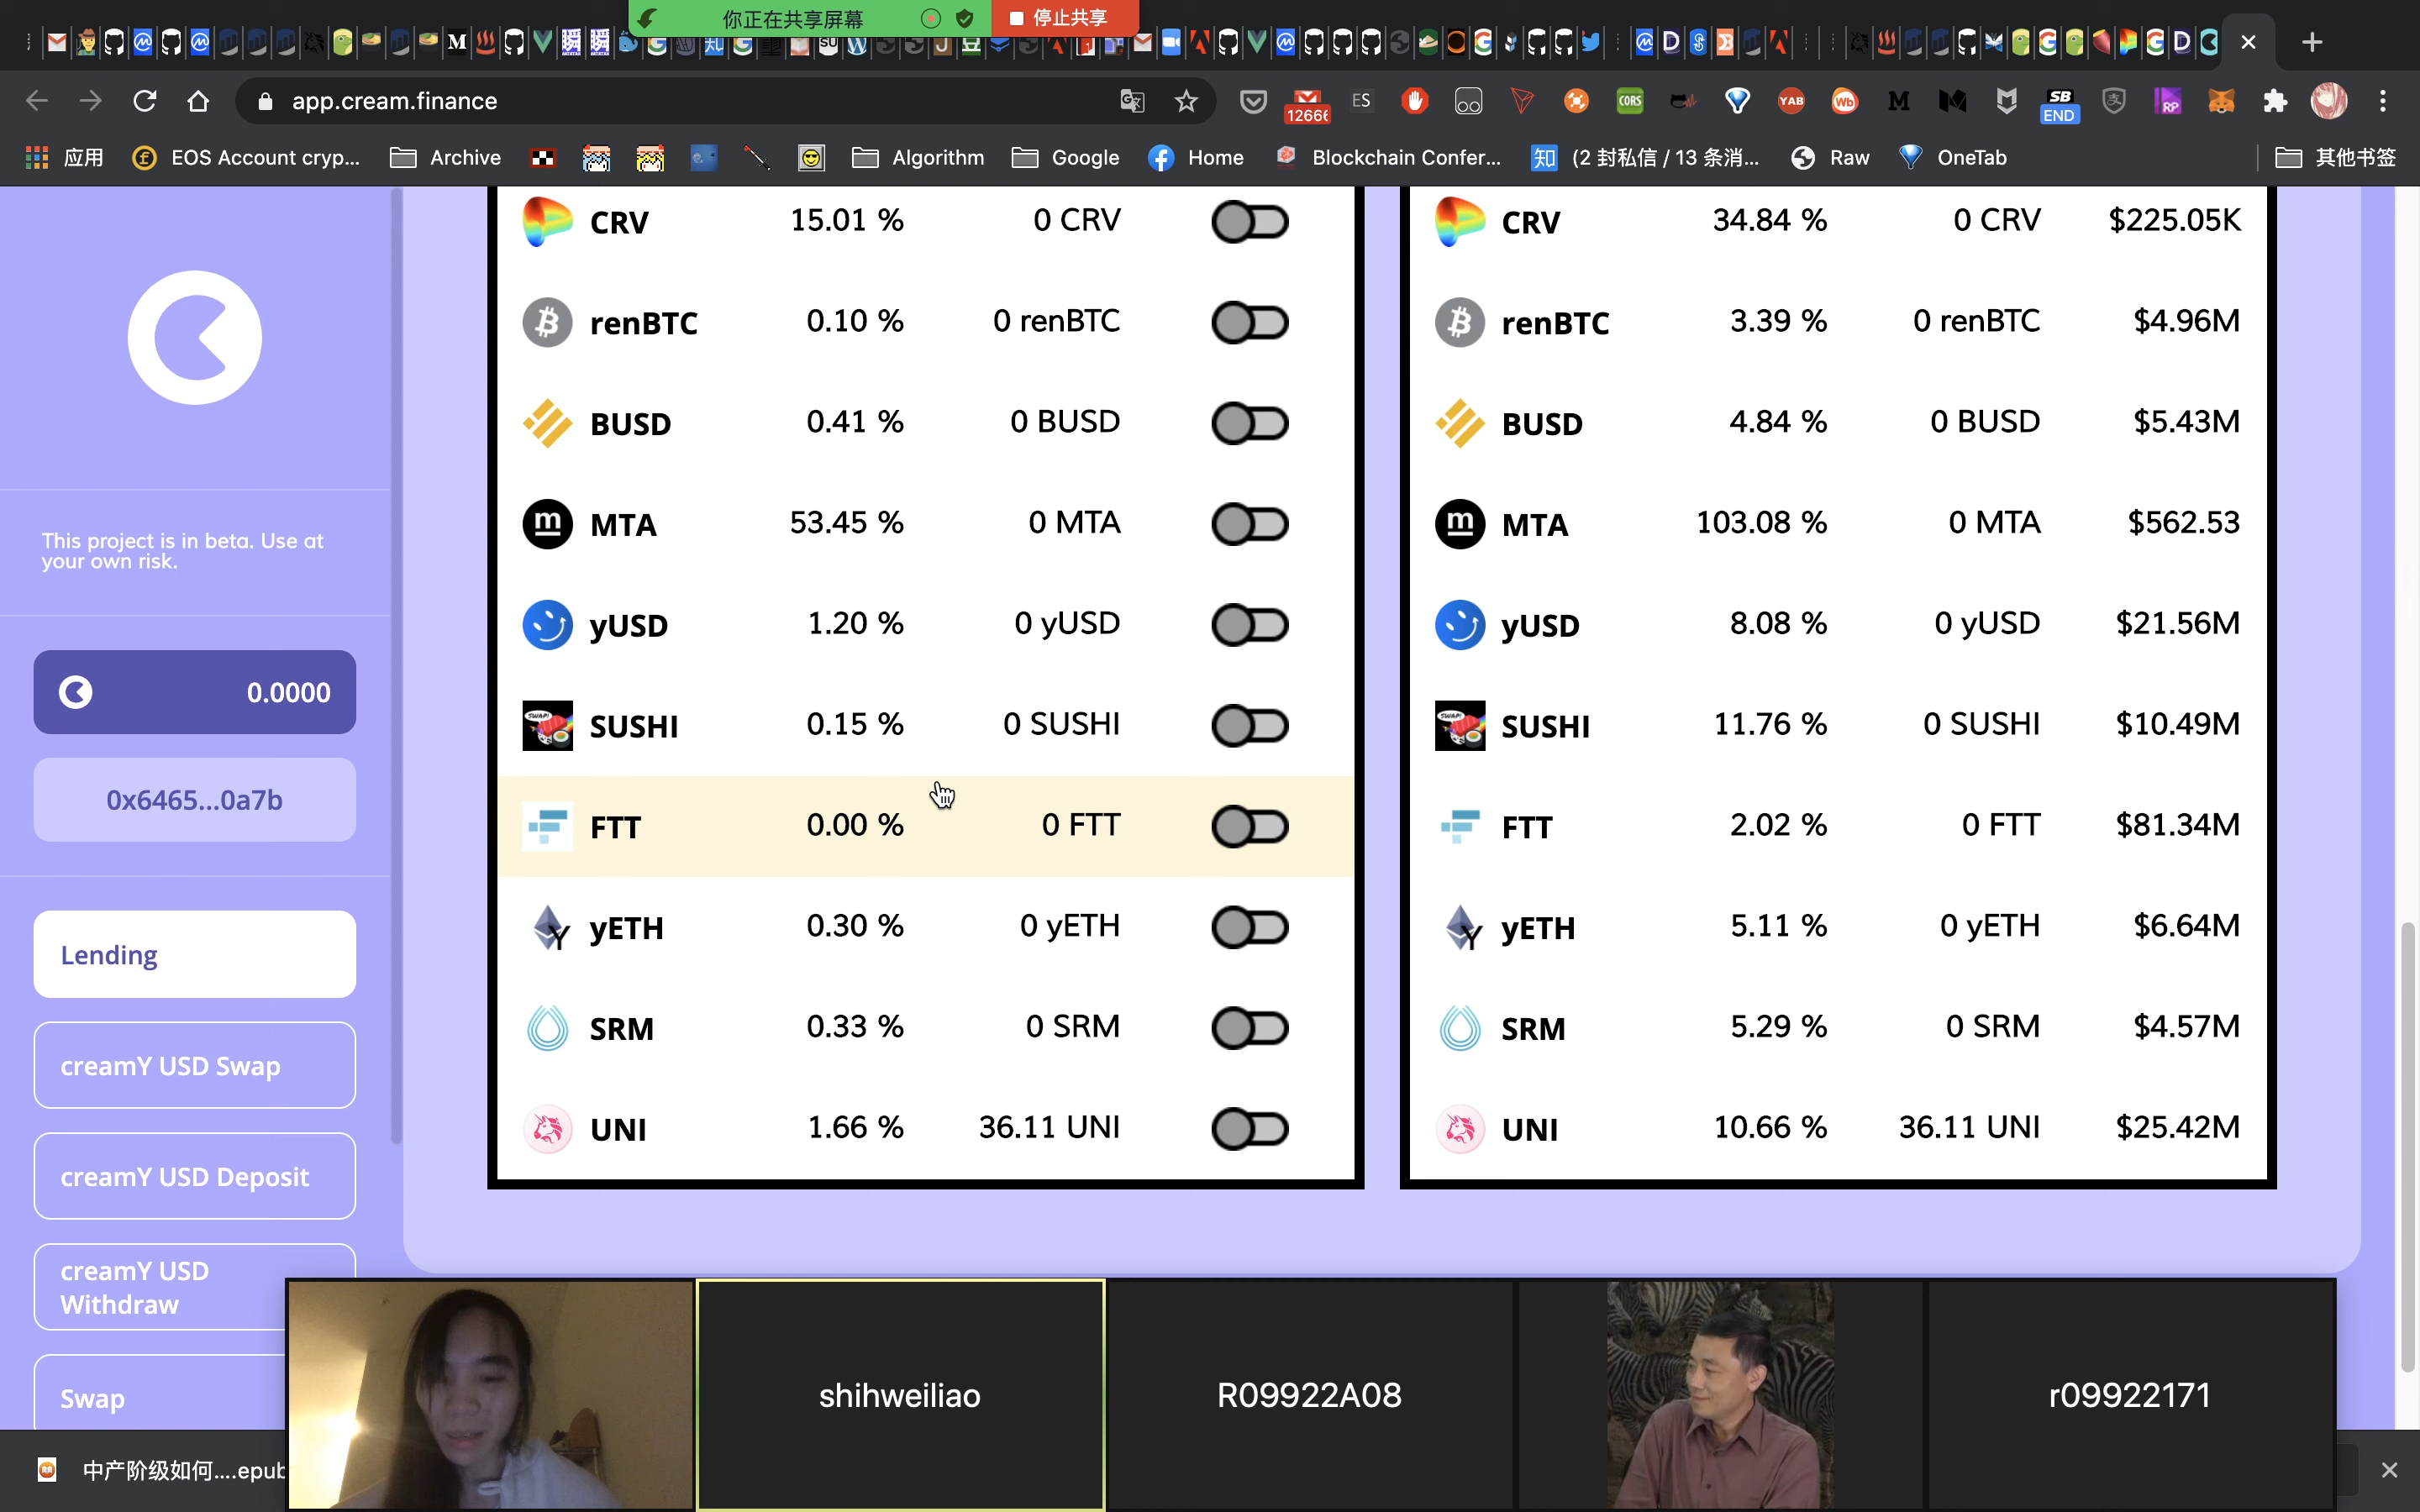 你正在共享屏幕
停止共享
app.cream.finance
12666
ES
CORS
YAB
Wb
SB
END
RP
应用
EOS Account cryp...
Archive
Algorithm
Google
Home
Blockchain Confer...
知
(2 封私信 / 13 条消...
Raw
OneTab
其他书签
This project is in beta. Use at
your own risk.
0.0000
0x6465...0a7b
Lending
creamY USD Swap
creamY USD Deposit
creamY USD
Withdraw
Swap
CRV 15.01 % 0 CRV
renBTC 0.10 % 0 renBTC
BUSD 0.41 % 0 BUSD
MTA 53.45 % 0 MTA
yUSD 1.20 % 0 yUSD
SUSHI 0.15 % 0 SUSHI
FTT 0.00 % 0 FTT
yETH 0.30 % 0 yETH
SRM 0.33 % 0 SRM
UNI 1.66 % 36.11 UNI
CRV 34.84 % 0 CRV $225.05K
renBTC 3.39 % 0 renBTC $4.96M
BUSD 4.84 % 0 BUSD $5.43M
MTA 103.08 % 0 MTA $562.53
yUSD 8.08 % 0 yUSD $21.56M
SUSHI 11.76 % 0 SUSHI $10.49M
FTT 2.02 % 0 FTT $81.34M
yETH 5.11 % 0 yETH $6.64M
SRM 5.29 % 0 SRM $4.57M
UNI 10.66 % 36.11 UNI $25.42M
shihweiliao
R09922A08
r09922171
中产阶级如何....epub